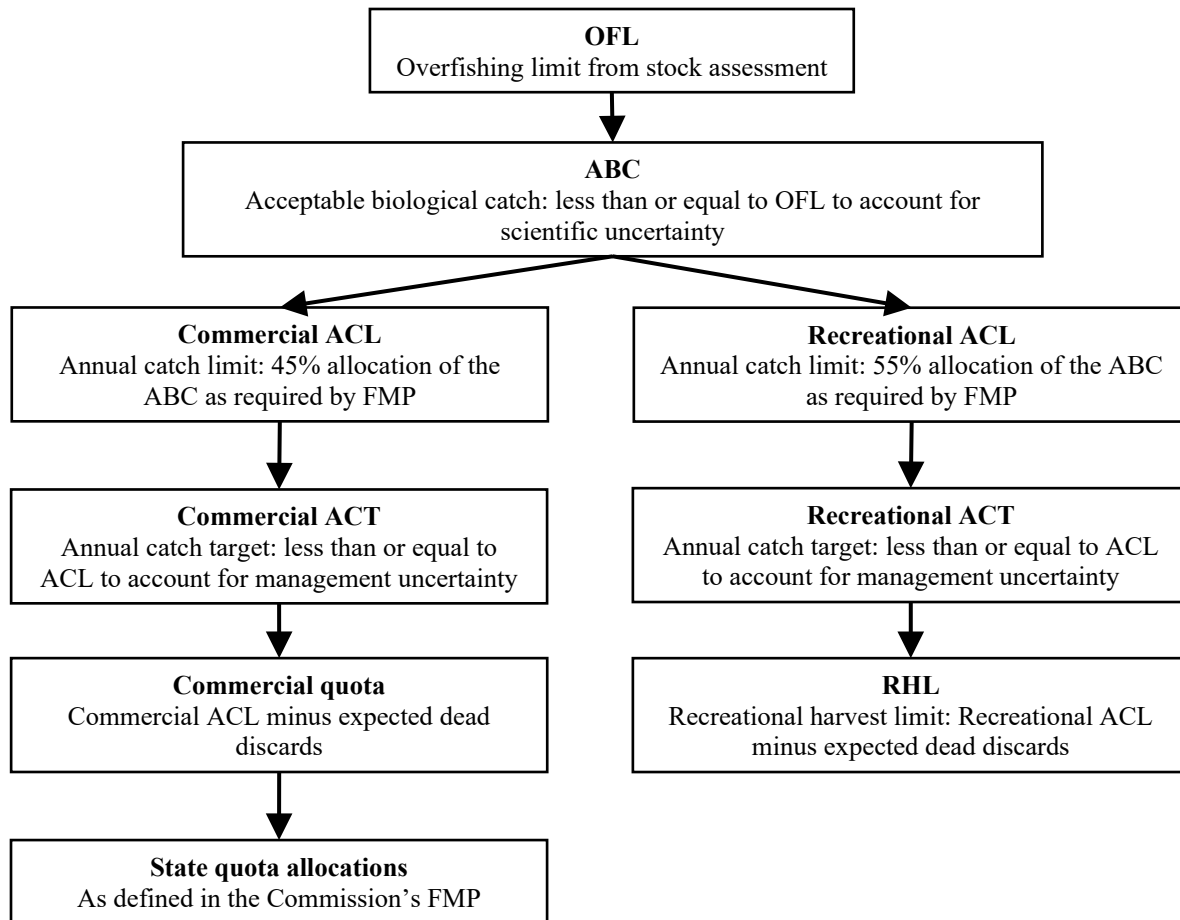 OFL
Overfishing limit from stock assessment
ABC
Acceptable biological catch: less than or equal to OFL to account for
scientific uncertainty
Commercial ACL
Annual catch limit: 45% allocation of the
ABC as required by FMP
Recreational ACL
Annual catch limit: 55% allocation of the ABC
as required by FMP
Commercial ACT
Annual catch target: less than or equal to
ACL to account for management uncertainty
Recreational ACT
Annual catch target: less than or equal to ACL
to account for management uncertainty
Commercial quota
Commercial ACL minus expected dead
discards
RHL
Recreational harvest limit: Recreational ACL
minus expected dead discards
State quota allocations
As defined in the Commission’s FMP